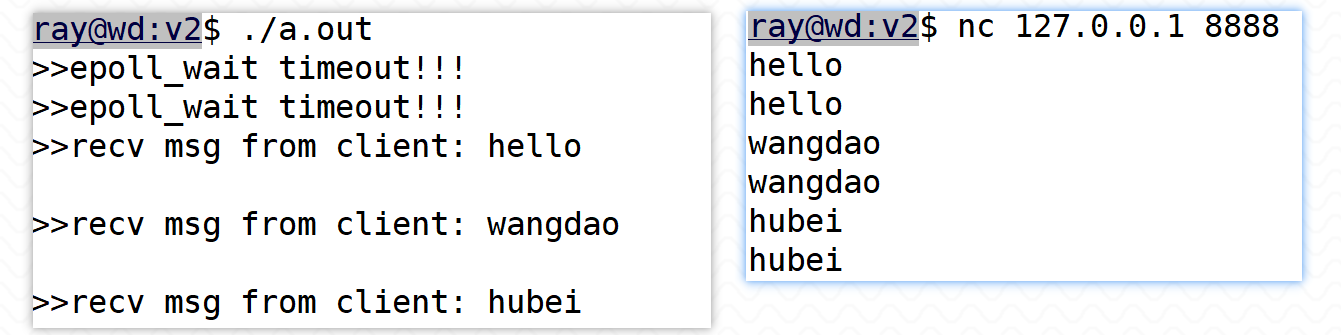 ray@wd:v2$ ./a.out
>>epoll_wait timeout!!!
>>epoll_wait timeout!!!
>>recv msg from client: hello
>>recv msg from client: wangdao
>>recv msg from client: hubei
ray@wd:v2$ nc 127.0.0.1 8888
hello
hello
wangdao
wangdao
hubei
hubei